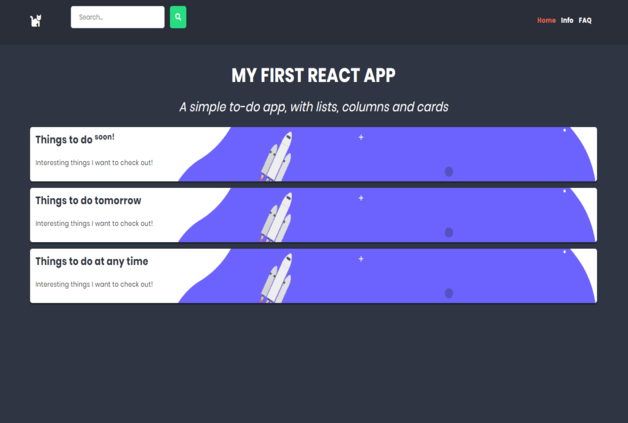 Search...
Home Info FAQ
MY FIRST REACT APP
A simple to-do app, with lists, columns and cards
Things to do soon!
Interesting things I want to check out!
Things to do tomorrow
Interesting things I want to check out!
Things to do at any time
Interesting things I want to check out!